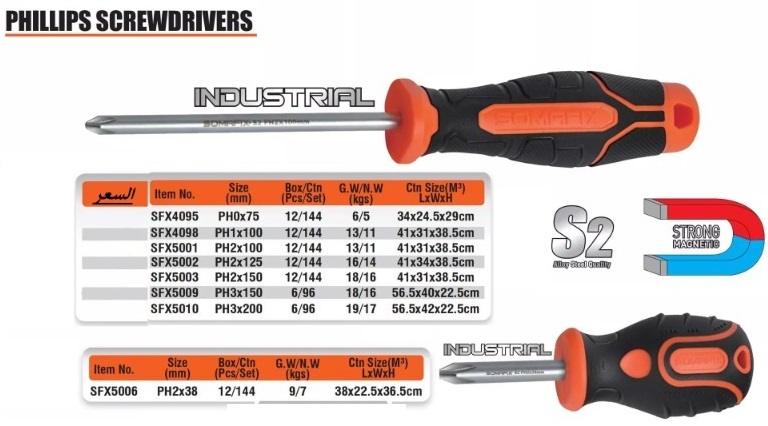 PHILLIPS SCREWDRIVERS
INDUSTRIAL
SOMAFIX S2 PH2X100mm
SOMAFIX
السعر Item No. Size (mm) Box/Ctn (Pcs/Set) G.W/N.W (kgs) Ctn Size(M³) LxWxH
SFX4095 PH0x75 12/144 6/5 34x24.5x29cm
SFX4098 PH1x100 12/144 13/11 41x31x38.5cm
SFX5001 PH2x100 12/144 13/11 41x31x38.5cm
SFX5002 PH2x125 12/144 16/14 41x34x38.5cm
SFX5003 PH2x150 12/144 18/16 41x31x38.5cm
SFX5009 PH3x150 6/96 18/16 56.5x40x22.5cm
SFX5010 PH3x200 6/96 19/17 56.5x42x22.5cm
S2
Alloy Steel Quality
STRONG
MAGNETIC
INDUSTRIAL
SOMAFIX
Item No. Size (mm) Box/Ctn (Pcs/Set) G.W/N.W (kgs) Ctn Size(M³) LxWxH
SFX5006 PH2x38 12/144 9/7 38x22.5x36.5cm